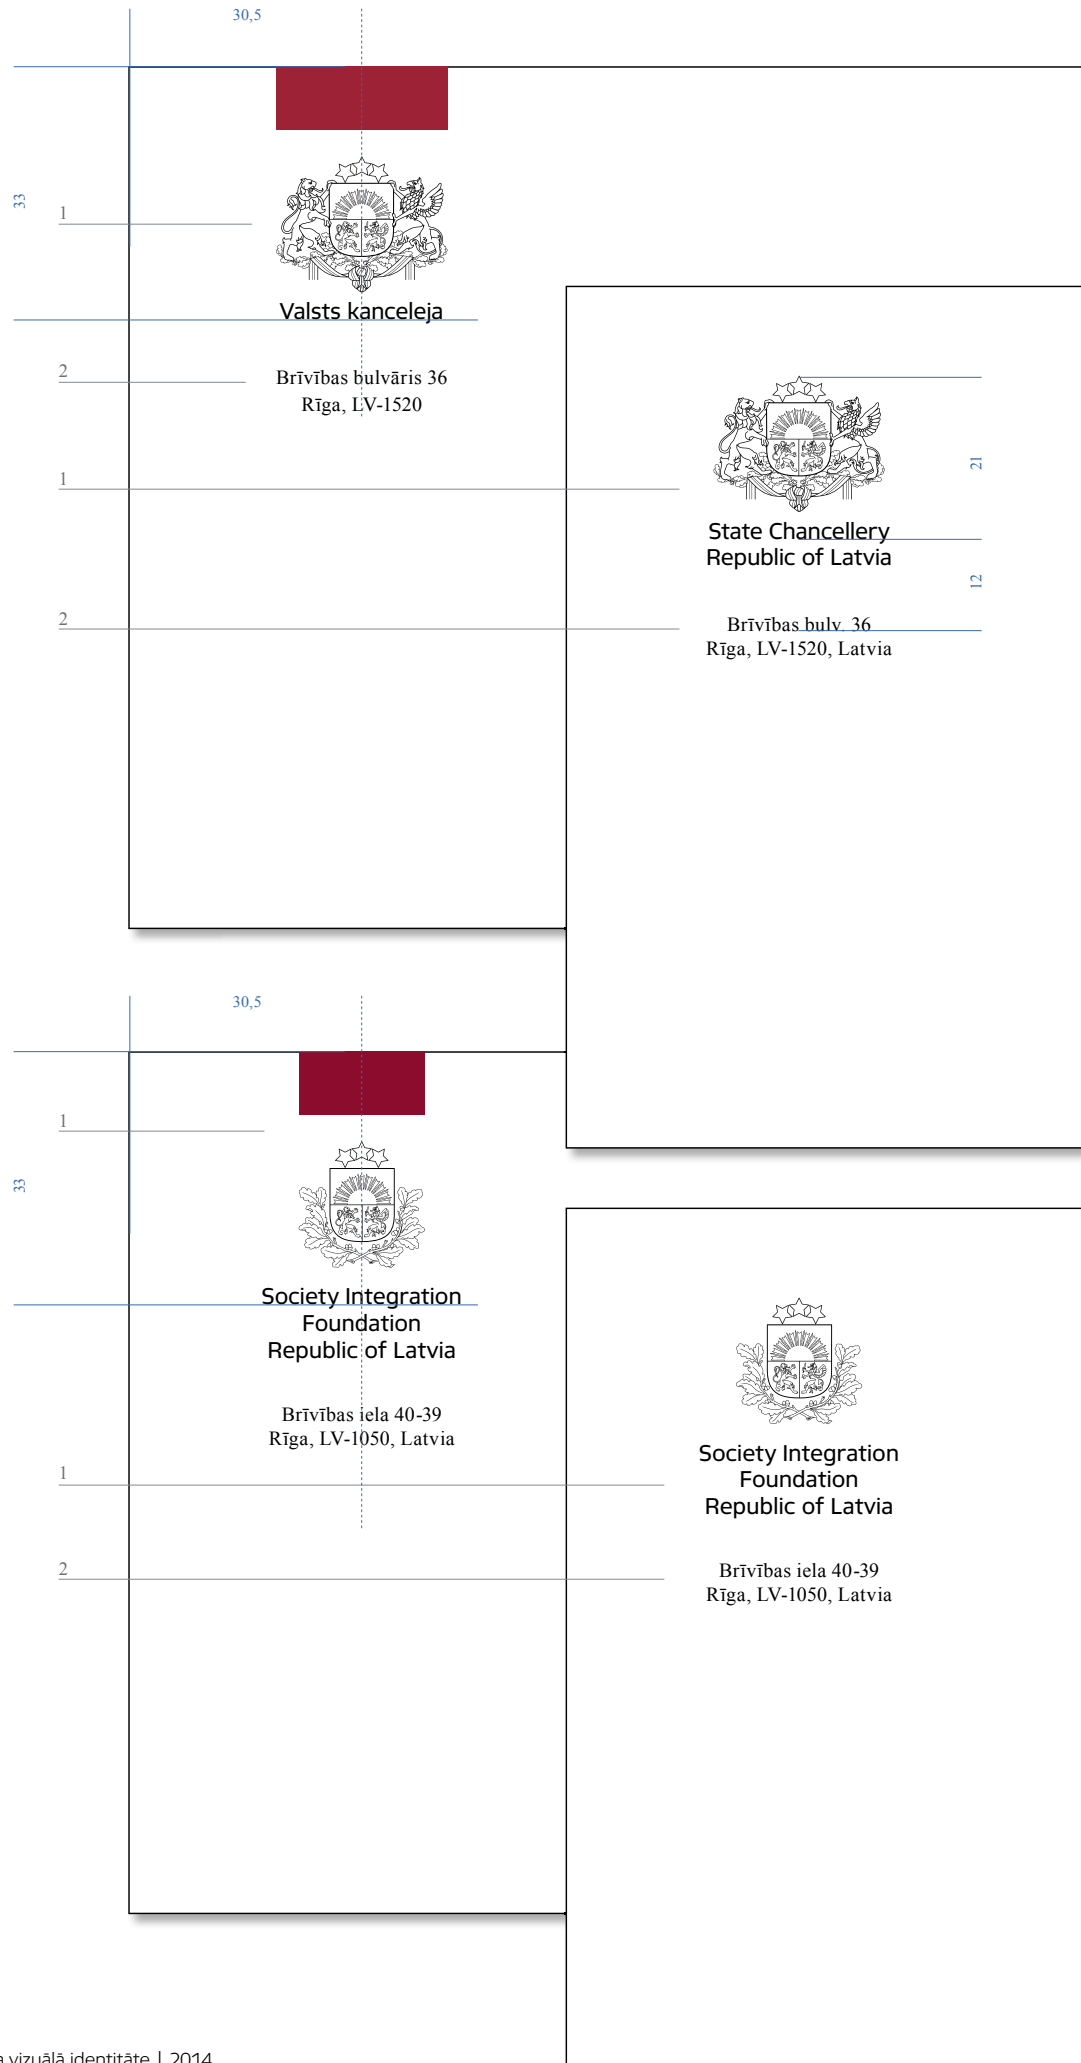 30,5
33
1
Valsts kanceleja
2
Brīvības bulvāris 36
Rīga, LV-1520
1
21
State Chancellery
Republic of Latvia
12
2
Brīvības bulv. 36
Rīga, LV-1520, Latvia
30,5
1
33
Society Integration
Foundation
Republic of Latvia
Brīvības iela 40-39
Rīga, LV-1050, Latvia
1
Society Integration
Foundation
Republic of Latvia
2
Brīvības iela 40-39
Rīga, LV-1050, Latvia
vizuālā identitāte | 2014